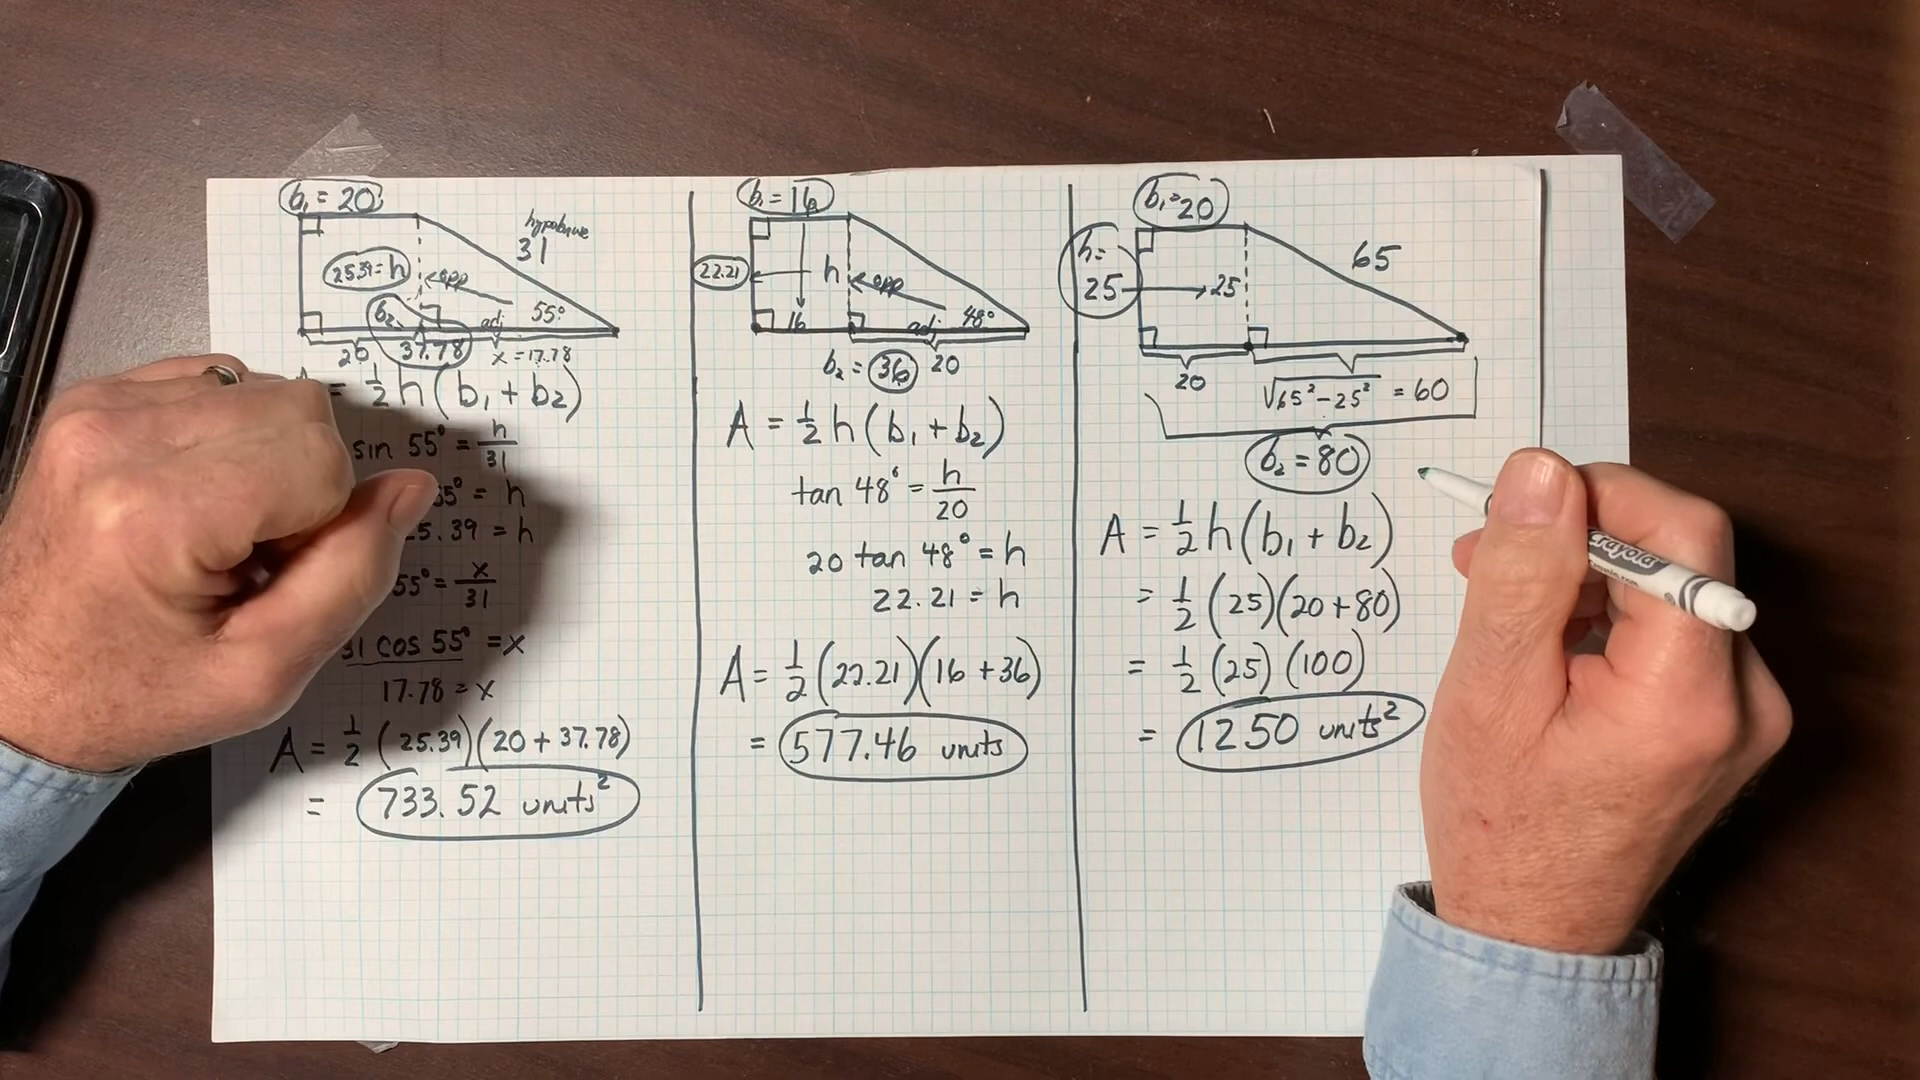 b₁ = 20
hypotenuse
31
25.39 = h
opp
b₂
37.78
adj
55°
20
x = 17.78
= ½ h (b₁ + b₂)
sin 55° = h/31
5° = h
5.39 = h
55° = x/31
31 cos 55° = x
17.78 = x
A = ½ (25.39)(20 + 37.78)
= 733.52 units²
b₁ = 16
22.21
h
opp
16
adj
48°
b₂ = 36
20
A = ½ h (b₁ + b₂)
tan 48° = h/20
20 tan 48° = h
22.21 = h
A = ½ (22.21)(16 + 36)
= 577.46 units
b₁ = 20
h =
25
25
65
20
√65² − 25² = 60
b₂ = 80
A = ½ h (b₁ + b₂)
= ½ (25)(20 + 80)
= ½ (25) (100)
= 1250 units²
crayola